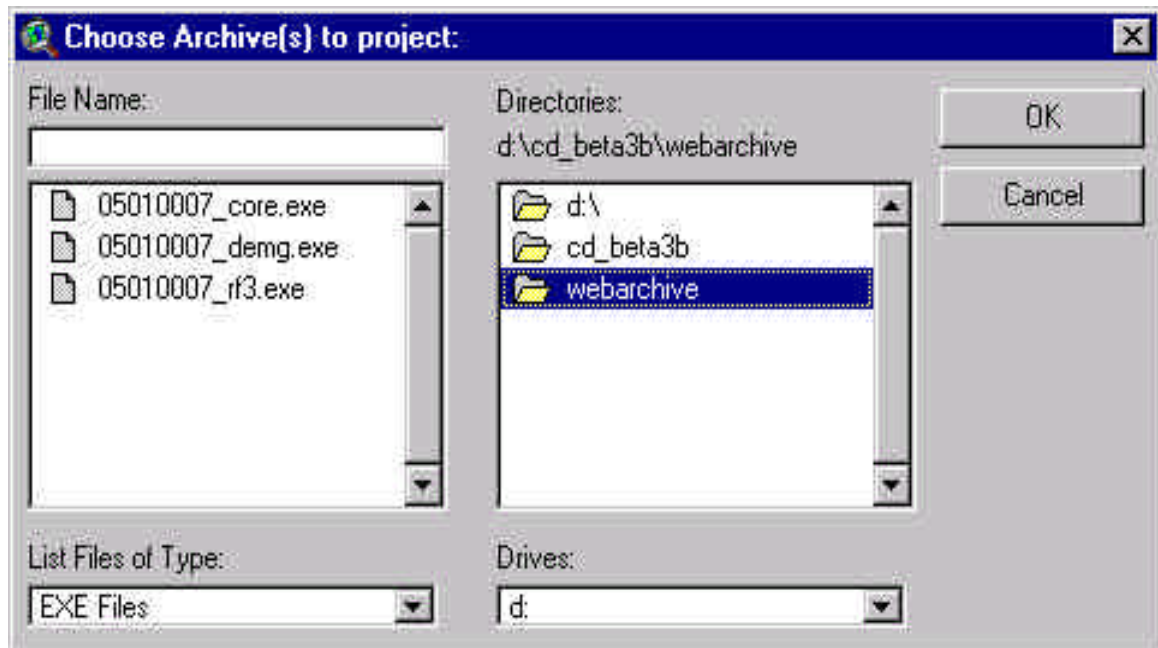 Choose Archive(s) to project:
File Name:
05010007_core.exe
05010007_demg.exe
05010007_rf3.exe
List Files of Type:
EXE Files
Directories:
d:\cd_beta3b\webarchive
d:\
cd_beta3b
webarchive
Drives:
d:
OK
Cancel